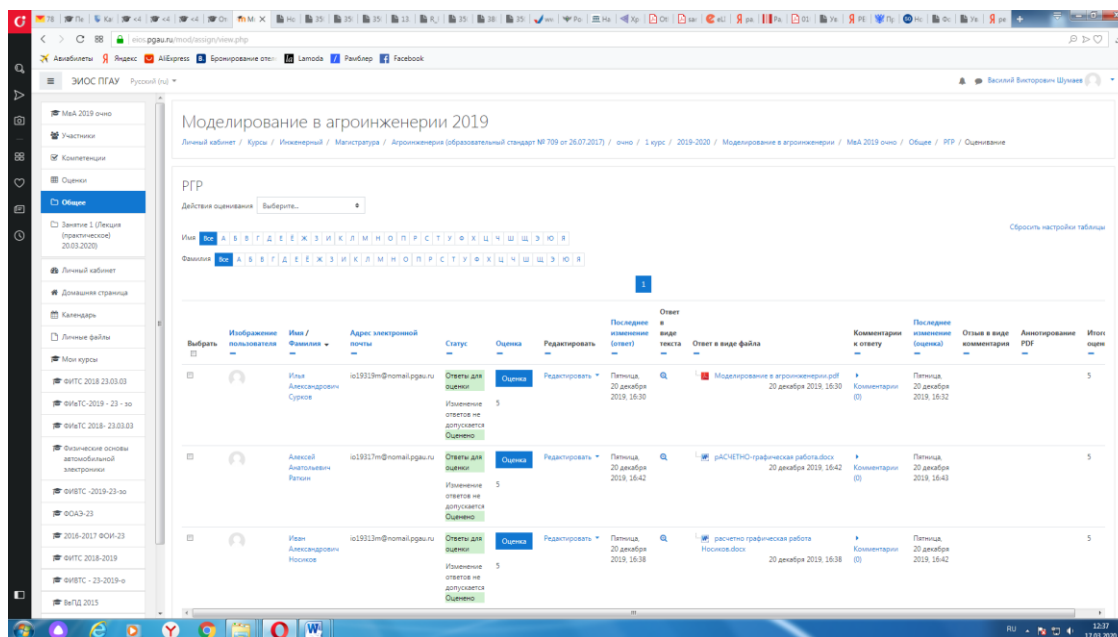 eios.pgau.ru/mod/assign/view.php
Авиабилеты Яндекс AliExpress Бронирование отел Lamoda Рамблер Facebook
ЭИОС ПГАУ Русский (ru)
Василий Викторович Шумаев
МвА 2019 очно
Участники
Компетенции
Оценки
Общее
Занятие 1 (Лекция
(практическое)
20.03.2020)
Личный кабинет
Домашняя страница
Календарь
Личные файлы
Мои курсы
ФИТС 2018 23.03.03
ФИвТС-2019 - 23 - зо
ФИвТС 2018- 23.03.03
Физические основы
автомобильной
электроники
ФИВТС -2019-23-зо
ФОАЭ-23
2016-2017 ФОИ-23
ФИТС 2018-2019
ФИВТС - 23-2019-о
ВеПД 2015
Моделирование в агроинженерии 2019
Личный кабинет / Курсы / Инженерный / Магистратура / Агроинженерия (образовательный стандарт № 709 от 26.07.2017) / очно / 1 курс / 2019-2020 / Моделирование в агроинженерии / МвА 2019 очно / Общее / РГР / Оценивание
РГР
Действия оценивания Выберите...
Сбросить настройки таблицы
Имя Все А Б В Г Д Е Ё Ж З И К Л М Н О П Р С Т У Ф Х Ц Ч Ш Щ Э Ю Я
Фамилия Все А Б В Г Д Е Ё Ж З И К Л М Н О П Р С Т У Ф Х Ц Ч Ш Щ Э Ю Я
1
Выбрать
Изображение
пользователя
Имя /
Фамилия
Адрес электронной
почты
Статус
Оценка
Редактировать
Последнее
изменение
(ответ)
Ответ
в
виде
текста
Ответ в виде файла
Комментарии
к ответу
Последнее
изменение
(оценка)
Отзыв в виде
комментария
Аннотирование
PDF
Итого
оцен
Илья
Александрович
Сурков
io19319m@nomail.pgau.ru
Ответы для
оценки
Изменение
ответов не
допускается
Оценено
Оценка
5
Редактировать
Пятница,
20 декабря
2019, 16:30
Моделирование в агроинженерии.pdf
20 декабря 2019, 16:30
Комментарии
(0)
Пятница,
20 декабря
2019, 16:32
5
Алексей
Анатольевич
Раткин
io19317m@nomail.pgau.ru
Ответы для
оценки
Изменение
ответов не
допускается
Оценено
Оценка
5
Редактировать
Пятница,
20 декабря
2019, 16:42
рАСЧЕТНО-графическая работа.docx
20 декабря 2019, 16:42
Комментарии
(0)
Пятница,
20 декабря
2019, 16:43
5
Иван
Александрович
Носиков
io19313m@nomail.pgau.ru
Ответы для
оценки
Изменение
ответов не
допускается
Оценено
Оценка
5
Редактировать
Пятница,
20 декабря
2019, 16:38
расчетно графическая работа
Носиков.docx
20 декабря 2019, 16:38
Комментарии
(0)
Пятница,
20 декабря
2019, 16:42
5
RU
12:37